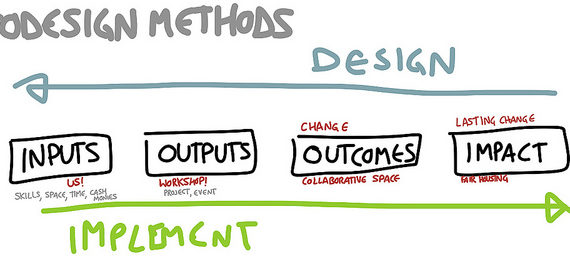 ODESIGN METHODS
DESIGN
CHANGE
LASTING CHANGE
INPUTS
OUTPUTS
OUTCOMES
IMPACT
US!
WORKSHOP!
COLLABORATIVE SPACE
FAIR HOUSING
SKILLS, SPACE, TIME, CASH
MONIES
PROJECT, EVENT
IMPLEMENT